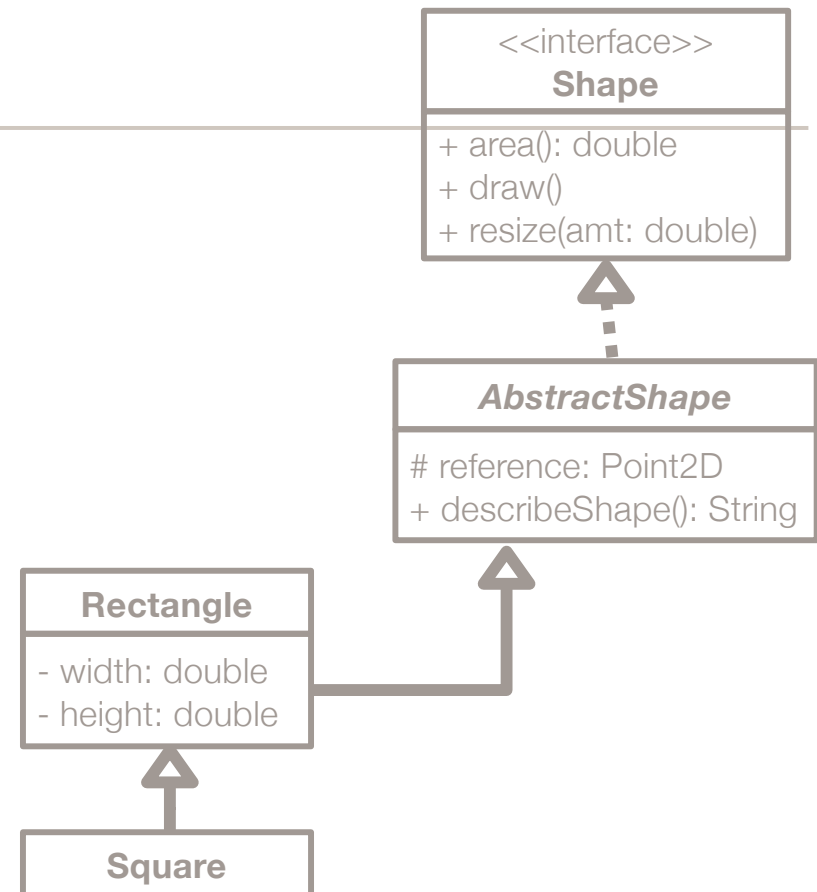 <<interface>>
Shape
+ area(): double
+ draw()
+ resize(amt: double)
AbstractShape
# reference: Point2D
+ describeShape(): String
Rectangle
- width: double
- height: double
Square